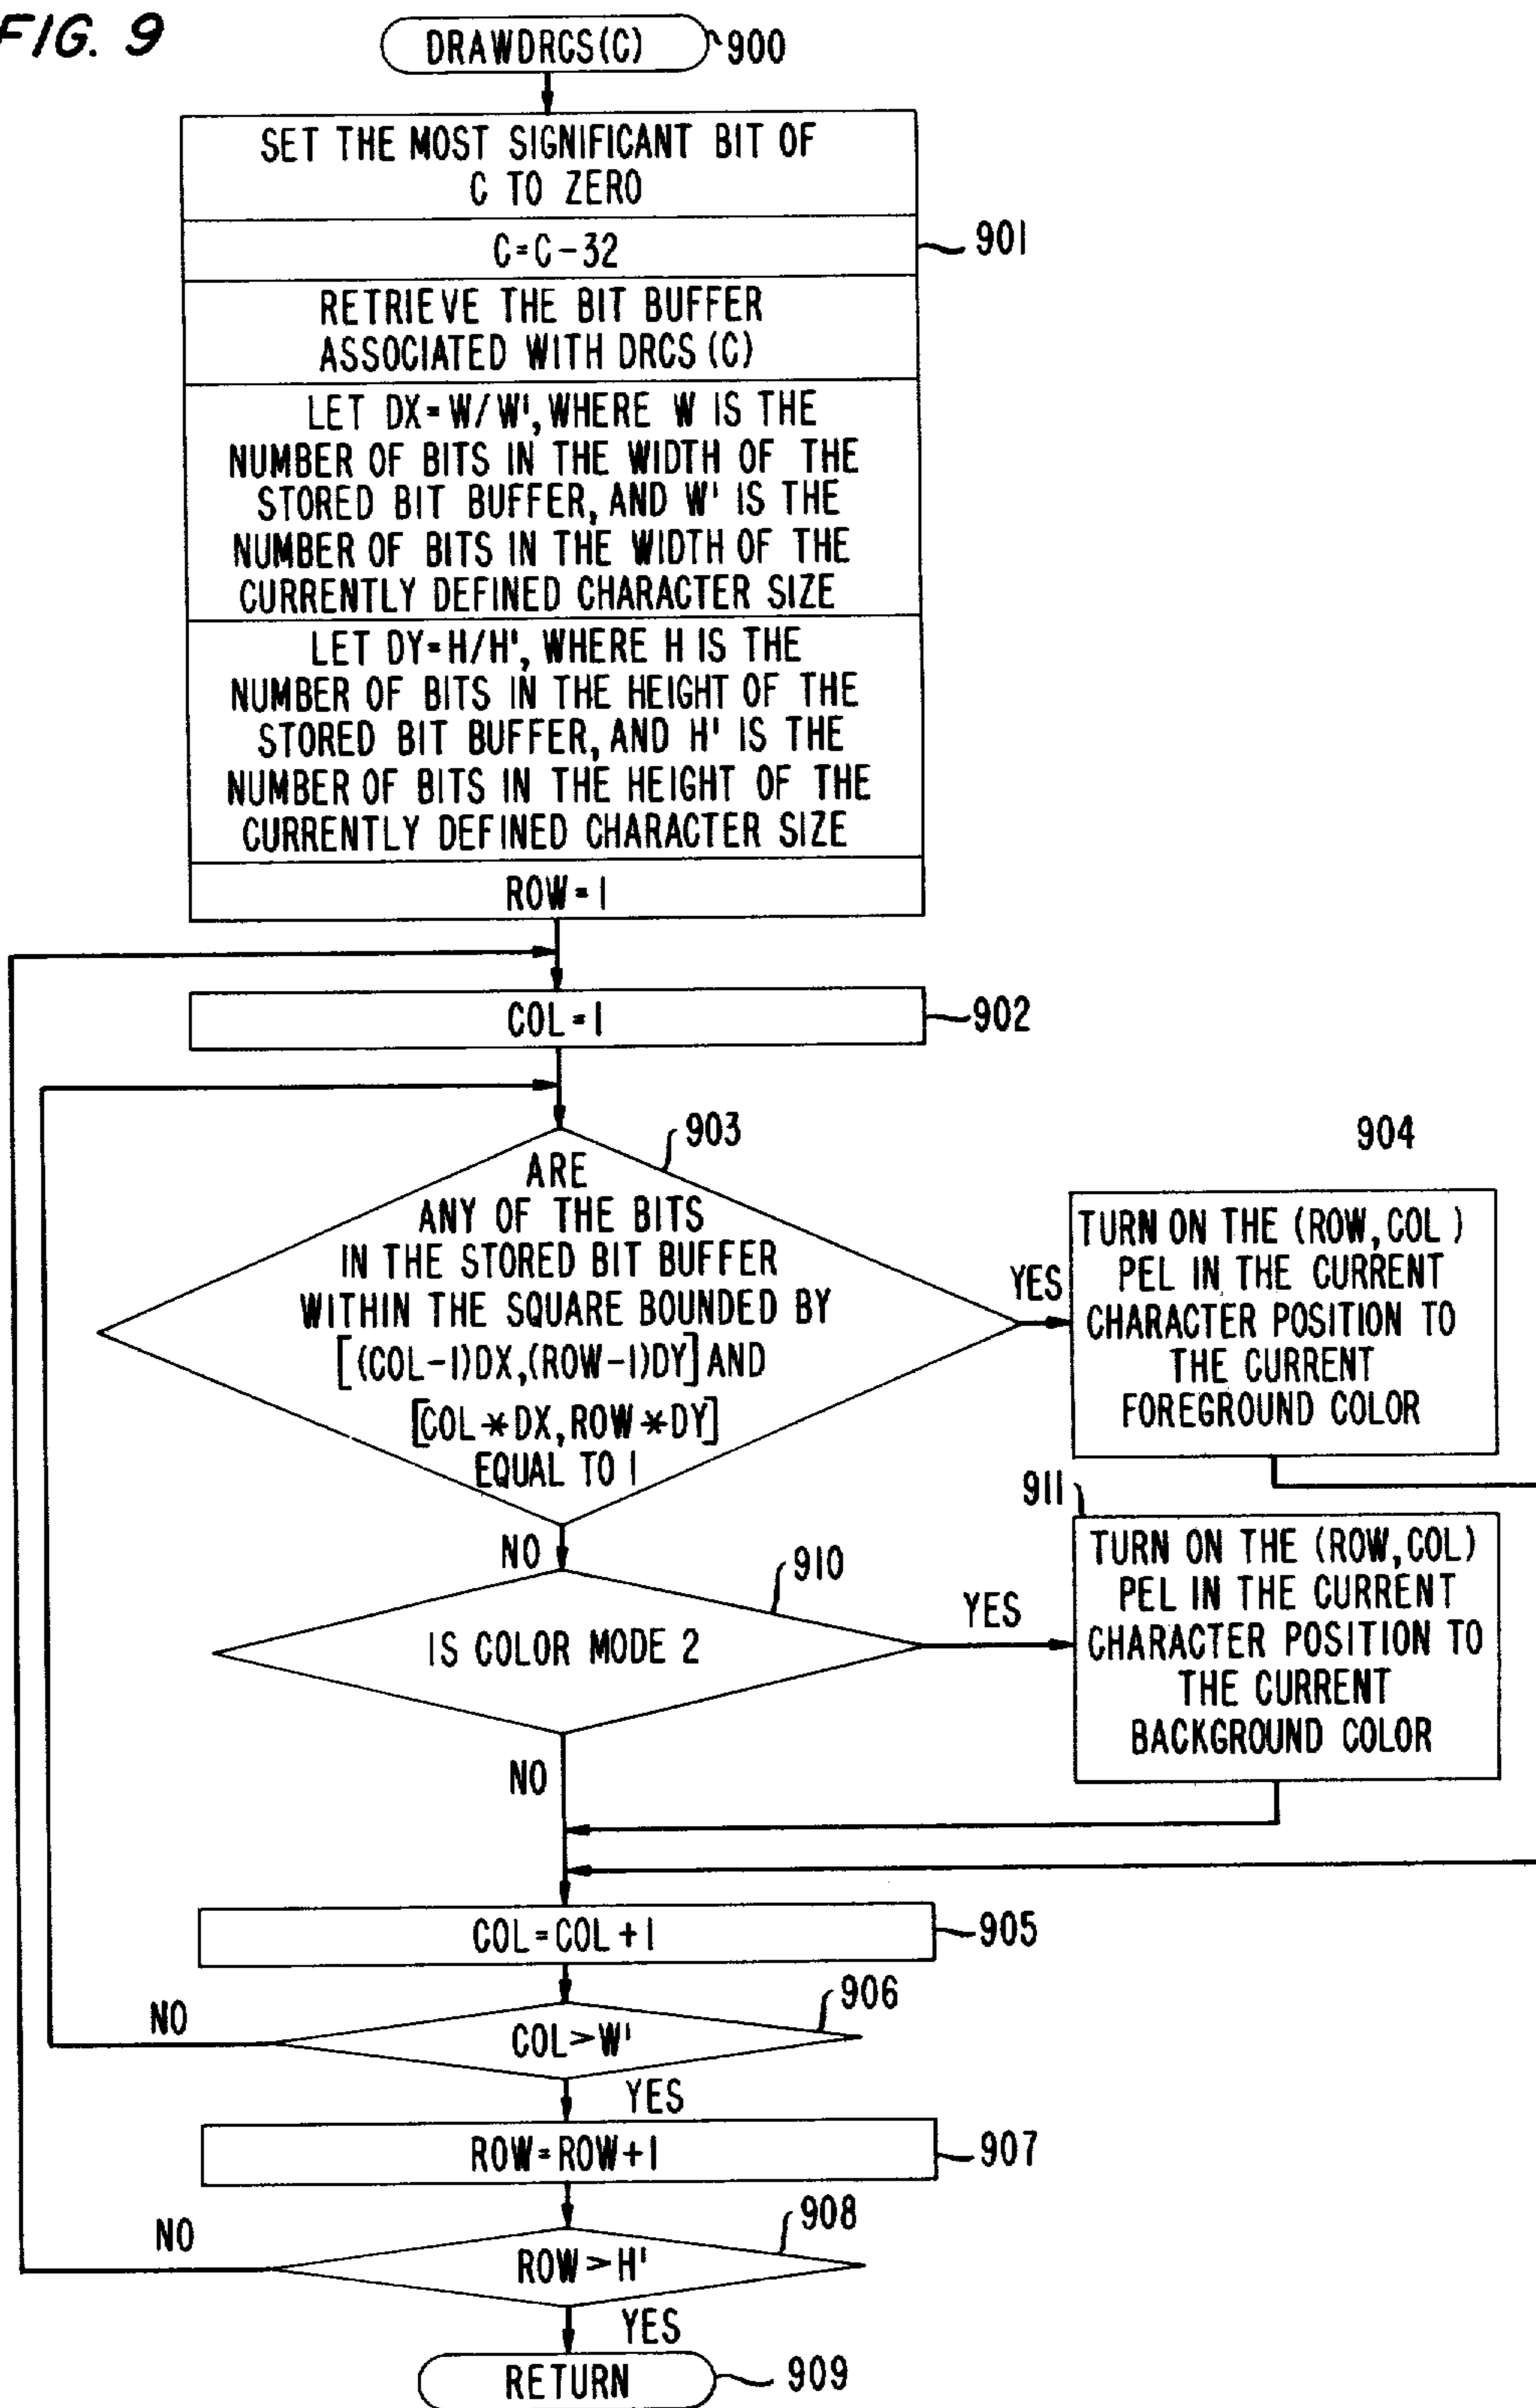 FIG. 9
DRAWDRCS(C)
900
SET THE MOST SIGNIFICANT BIT OF
C TO ZERO
C=C-32
901
RETRIEVE THE BIT BUFFER
ASSOCIATED WITH DRCS (C)
LET DX=W/W', WHERE W IS THE
NUMBER OF BITS IN THE WIDTH OF THE
STORED BIT BUFFER, AND W' IS THE
NUMBER OF BITS IN THE WIDTH OF THE
CURRENTLY DEFINED CHARACTER SIZE
LET DY=H/H', WHERE H IS THE
NUMBER OF BITS IN THE HEIGHT OF THE
STORED BIT BUFFER, AND H' IS THE
NUMBER OF BITS IN THE HEIGHT OF THE
CURRENTLY DEFINED CHARACTER SIZE
ROW=1
COL=1
902
903
ARE
ANY OF THE BITS
IN THE STORED BIT BUFFER
WITHIN THE SQUARE BOUNDED BY
[(COL-1)DX,(ROW-1)DY] AND
[COL*DX, ROW*DY]
EQUAL TO 1
YES
904
TURN ON THE (ROW, COL )
PEL IN THE CURRENT
CHARACTER POSITION TO
THE CURRENT
FOREGROUND COLOR
NO
910
IS COLOR MODE 2
YES
911
TURN ON THE (ROW, COL)
PEL IN THE CURRENT
CHARACTER POSITION TO
THE CURRENT
BACKGROUND COLOR
NO
COL=COL+1
905
906
NO
COL>W'
YES
ROW=ROW+1
907
908
NO
ROW>H'
YES
RETURN
909